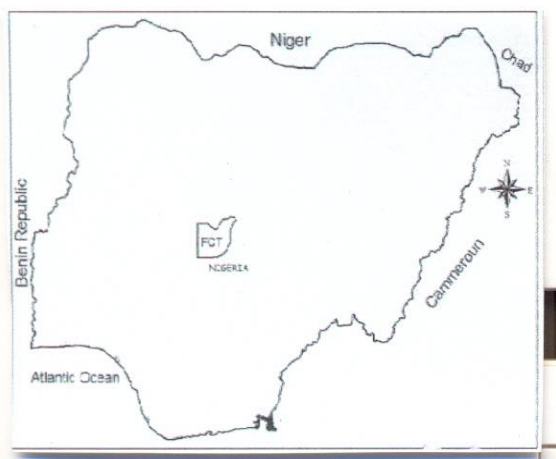 Niger
Chad
N
W E
S
Benin Republic
FCT
NIGERIA
Cammeroun
Atlantic Ocean